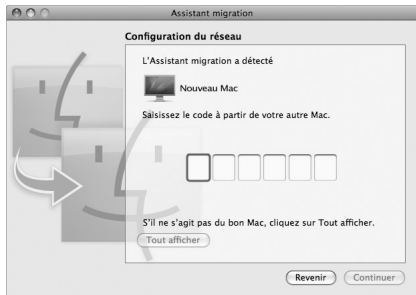 Assistant migration
Configuration du réseau
L'Assistant migration a détecté
Nouveau Mac
Saisissez le code à partir de votre autre Mac.
S'il ne s'agit pas du bon Mac, cliquez sur Tout afficher.
Tout afficher
Revenir
Continuer